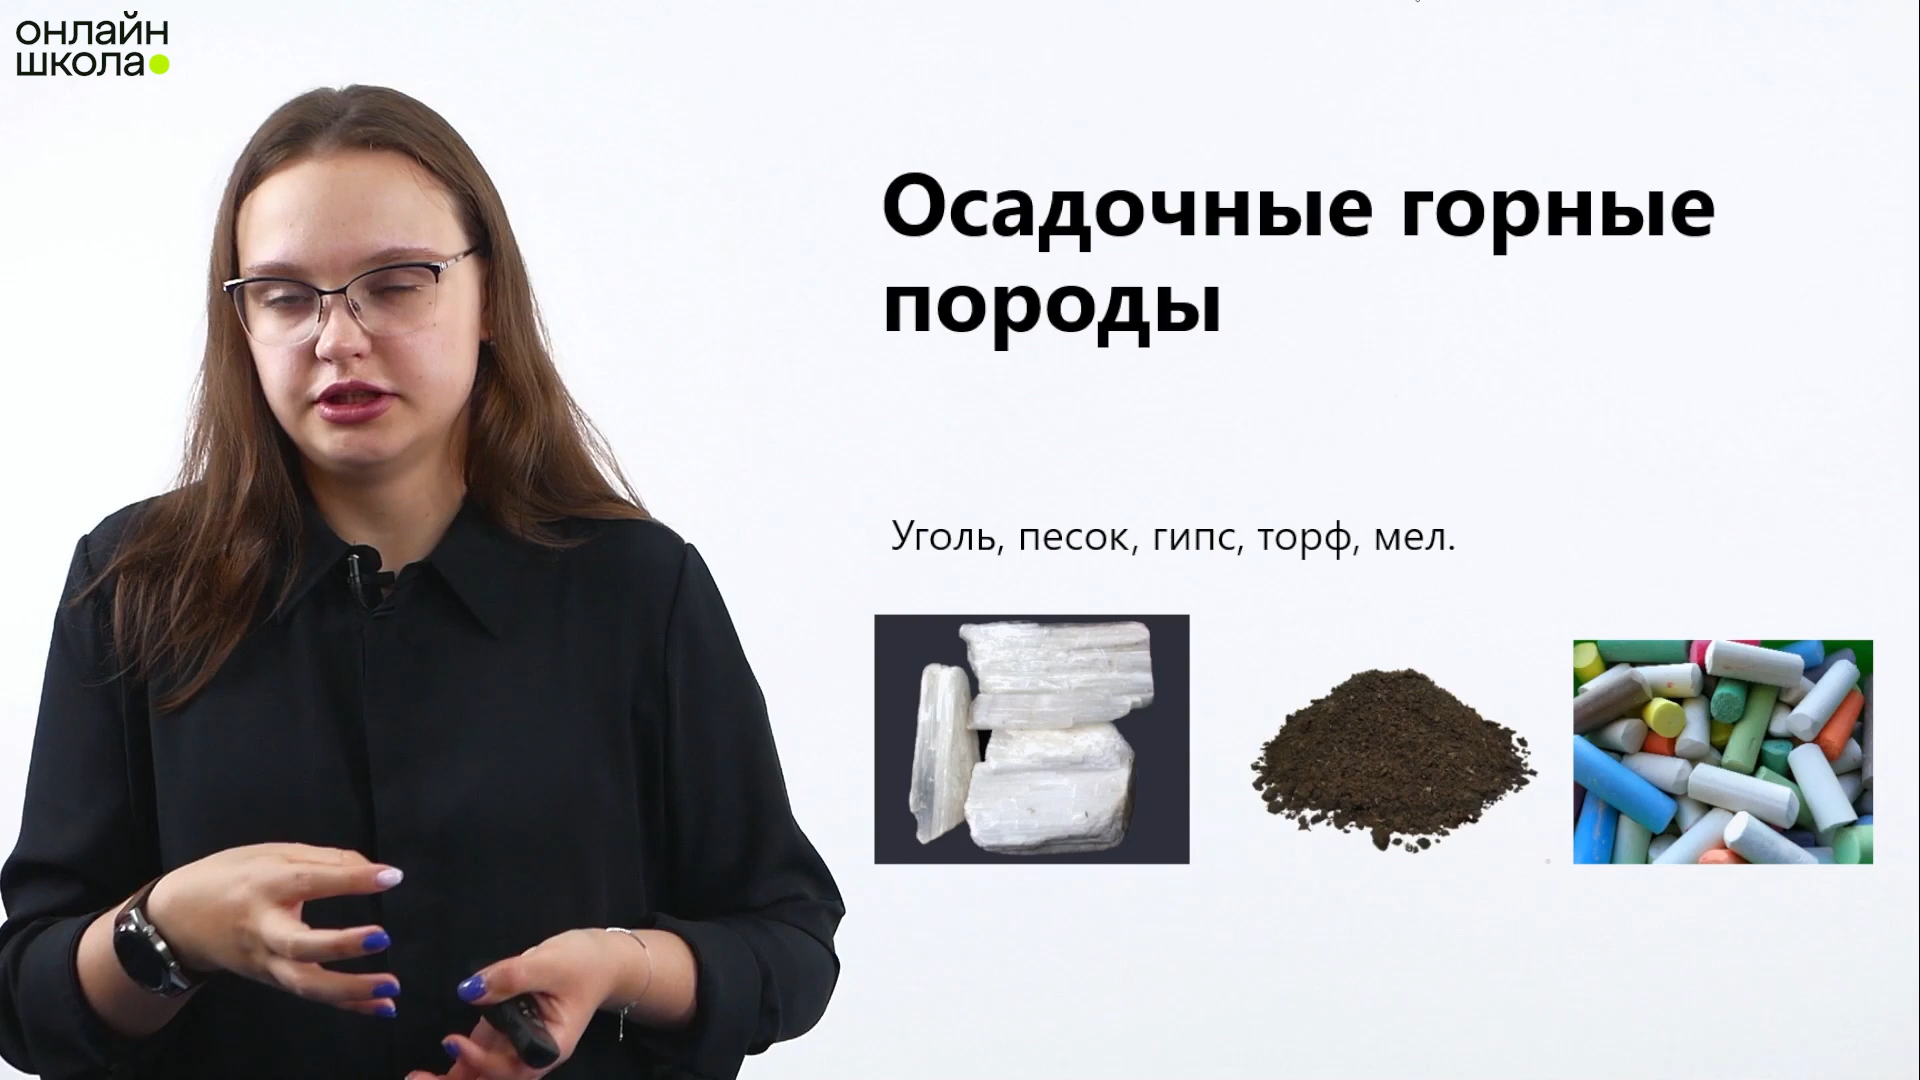 онлайн
школа
Осадочные горные
породы
Уголь, песок, гипс, торф, мел.